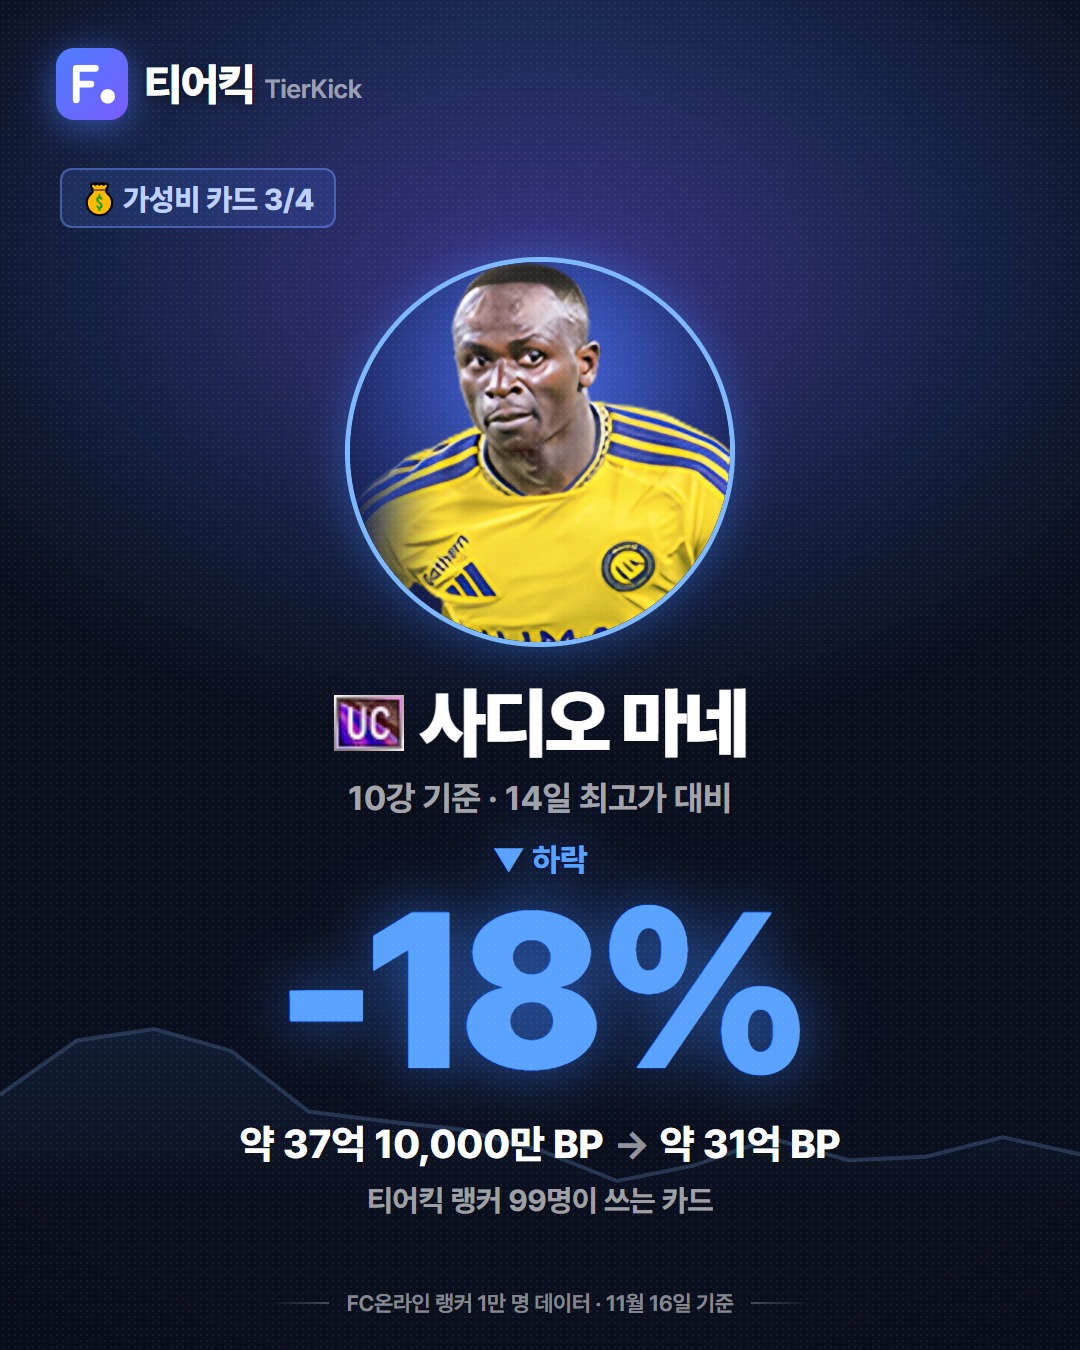 F. 티어킥 TierKick
💰 가성비 카드 3/4
UC 사디오 마네
10강 기준 · 14일 최고가 대비
▼ 하락
-18%
약 37억 10,000만 BP → 약 31억 BP
티어킥 랭커 99명이 쓰는 카드
FC온라인 랭커 1만 명 데이터 · 11월 16일 기준